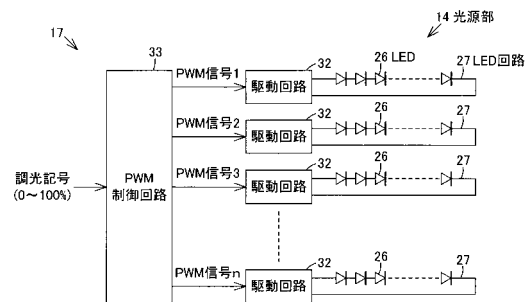 14 光源部
17
33
PWM信号1
32
26 LED
27 LED回路
駆動回路
PWM信号2
32
26
27
駆動回路
PWM信号3
32
26
27
駆動回路
調光記号
(0～100%)
PWM
制御回路
PWM信号n
32
26
27
駆動回路